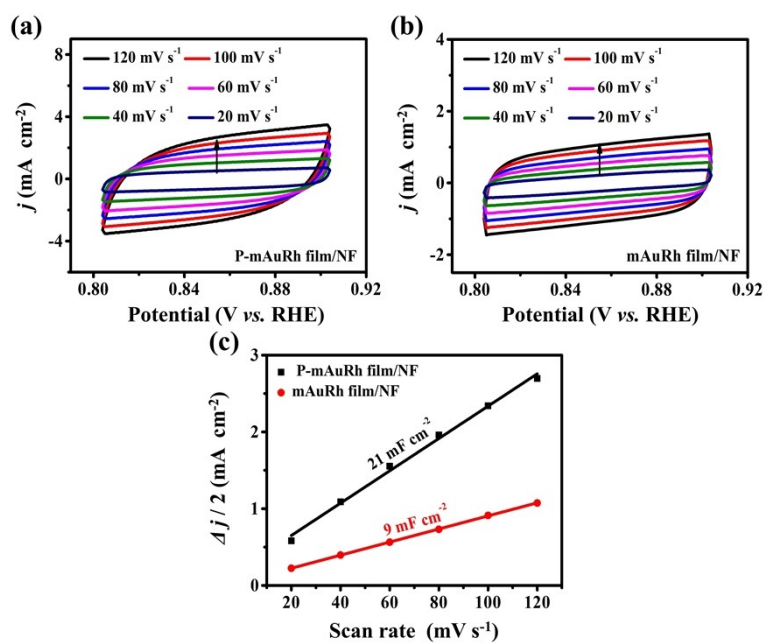 (a)
120 mV s⁻¹ 100 mV s⁻¹
80 mV s⁻¹ 60 mV s⁻¹
40 mV s⁻¹ 20 mV s⁻¹
8
4
0
-4
j (mA cm⁻²)
P-mAuRh film/NF
0.80 0.84 0.88 0.92
Potential (V vs. RHE)
(b)
120 mV s⁻¹ 100 mV s⁻¹
80 mV s⁻¹ 60 mV s⁻¹
40 mV s⁻¹ 20 mV s⁻¹
4
2
0
-2
j (mA cm⁻²)
mAuRh film/NF
0.80 0.84 0.88 0.92
Potential (V vs. RHE)
(c)
P-mAuRh film/NF
mAuRh film/NF
3
2
1
0
Δj / 2 (mA cm⁻²)
21 mF cm⁻²
9 mF cm⁻²
20 40 60 80 100 120
Scan rate (mV s⁻¹)